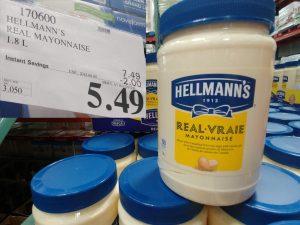 170600
HELLMANN'S
REAL MAYONNAISE
1.8 L
Instant Savings
7.49
2.00
5.49
3.050
HELLMANN'S
1913
REAL·VRAIE
MAYONNAISE